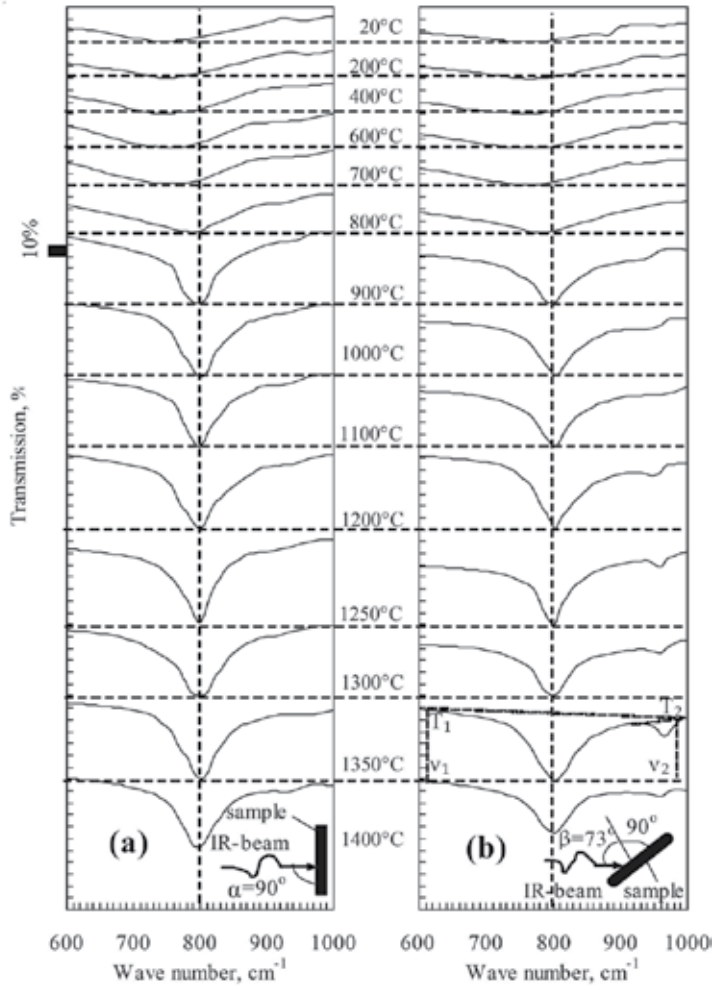 20°C
200°C
400°C
600°C
700°C
800°C
900°C
1000°C
1100°C
1200°C
1250°C
1300°C
1350°C
1400°C
10%
Transmission, %
(a)
sample
IR-beam
α=90°
T₁
T₂
ν₁
ν₂
(b)
β=73°
90°
IR-beam
sample
600 700 800 900 1000
600 700 800 900 1000
Wave number, cm⁻¹
Wave number, cm⁻¹